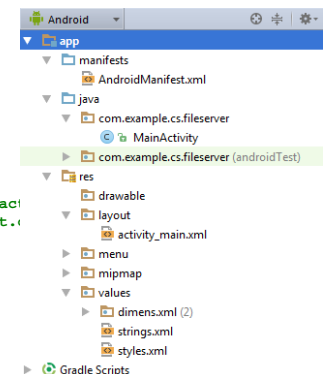 Android
app
manifests
AndroidManifest.xml
java
com.example.cs.fileserver
MainActivity
com.example.cs.fileserver (androidTest)
res
drawable
act
layout
t.
activity_main.xml
menu
mipmap
values
dimens.xml (2)
strings.xml
styles.xml
Gradle Scripts